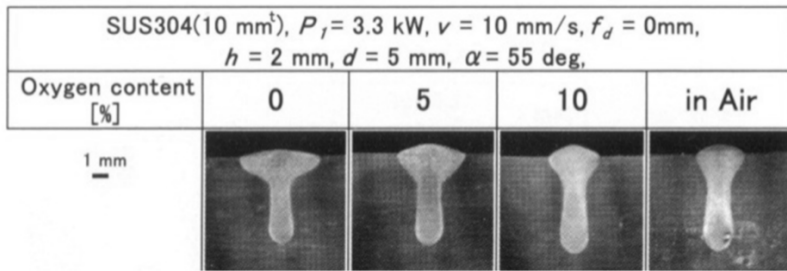 SUS304(10 mmᵗ), P₁= 3.3 kW, v = 10 mm/s, f_d = 0mm,
h = 2 mm, d = 5 mm, α= 55 deg,
Oxygen content
[%]
0
5
10
in Air
1 mm